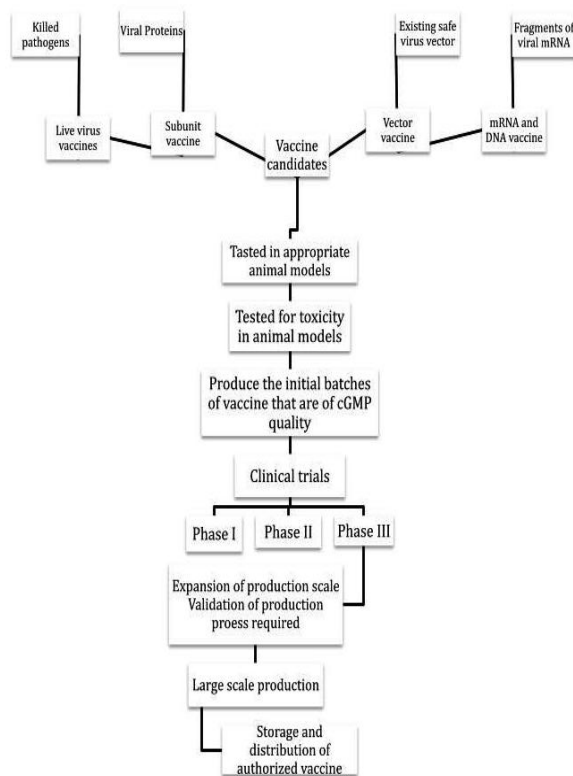 Killed
pathogens
Viral Proteins
Existing safe
virus vector
Fragments of
viral mRNA
Live virus
vaccines
Subunit
vaccine
Vaccine
candidates
Vector
vaccine
mRNA and
DNA vaccine
Tasted in appropriate
animal models
Tested for toxicity
in animal models
Produce the initial batches
of vaccine that are of cGMP
quality
Clinical trials
Phase I
Phase II
Phase III
Expansion of production scale
Validation of production
proess required
Large scale production
Storage and
distribution of
authorized vaccine